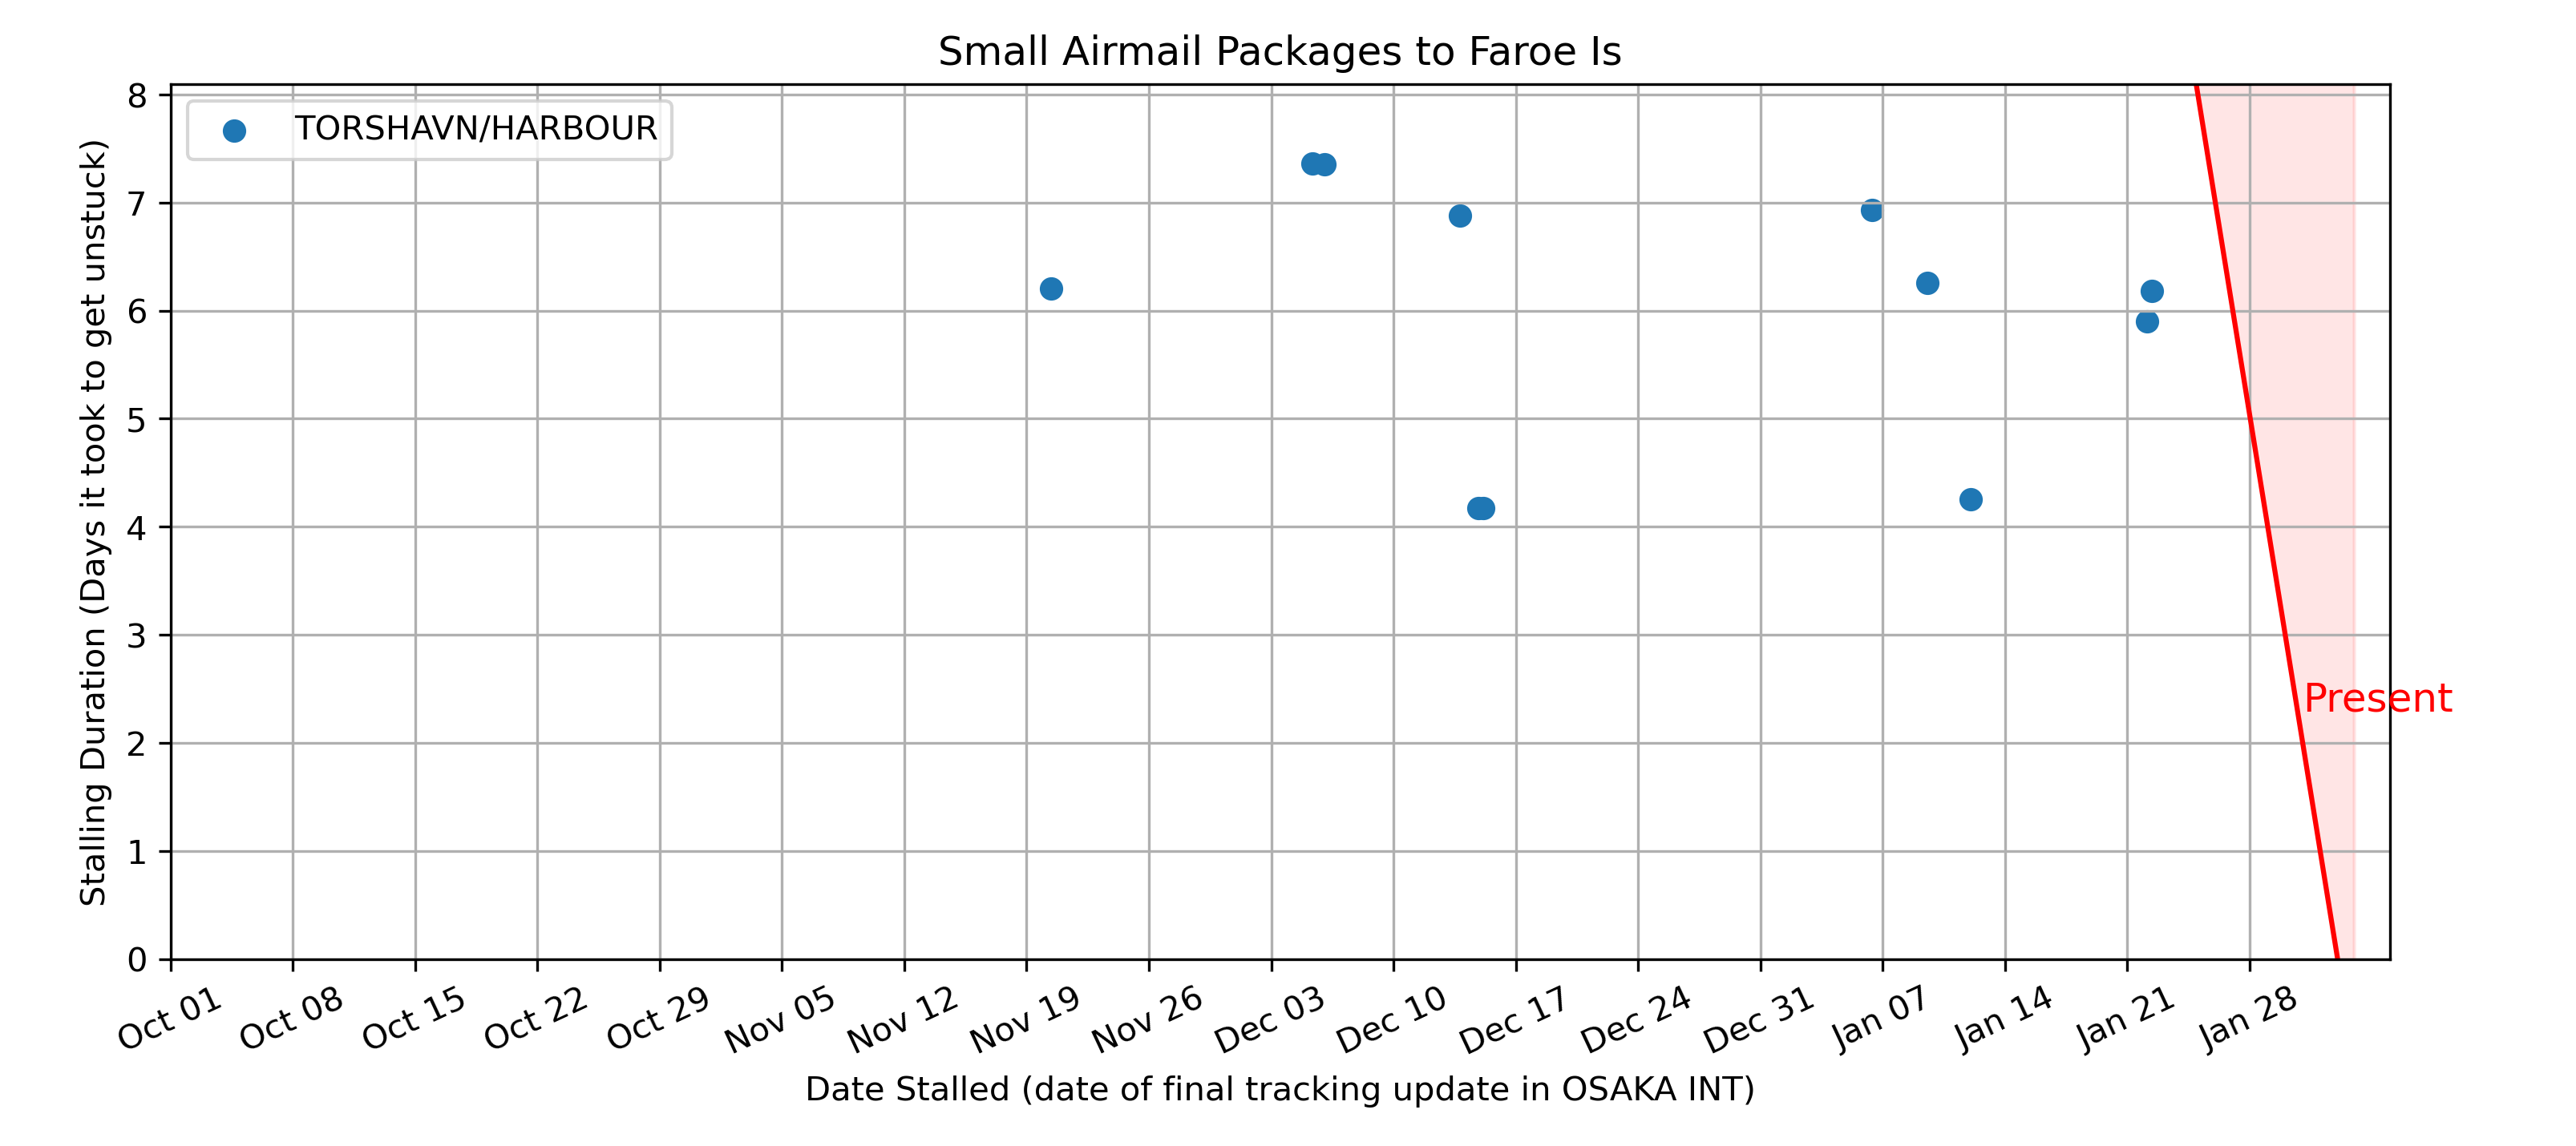 Small Airmail Packages to Faroe Is
TORSHAVN/HARBOUR
Stalling Duration (Days it took to get unstuck)
8
7
6
5
4
3
2
1
0
Present
Oct 01
Oct 08
Oct 15
Oct 22
Oct 29
Nov 05
Nov 12
Nov 19
Nov 26
Dec 03
Dec 10
Dec 17
Dec 24
Dec 31
Jan 07
Jan 14
Jan 21
Jan 28
Date Stalled (date of final tracking update in OSAKA INT)